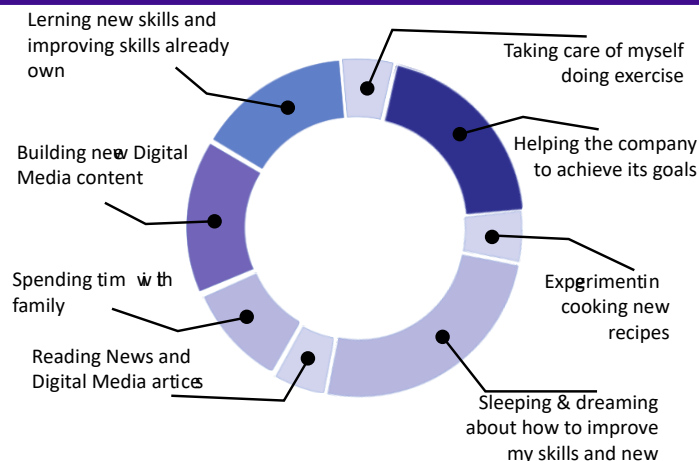 Lerning new skills and
improving skills already
own
Taking care of myself
doing exercise
Helping the company
to achieve its goals
Building new Digital
Media content
Spending tim with
family
Experimentin
cooking new
recipes
Reading News and
Digital Media artices
Sleeping & dreaming
about how to improve
my skills and new